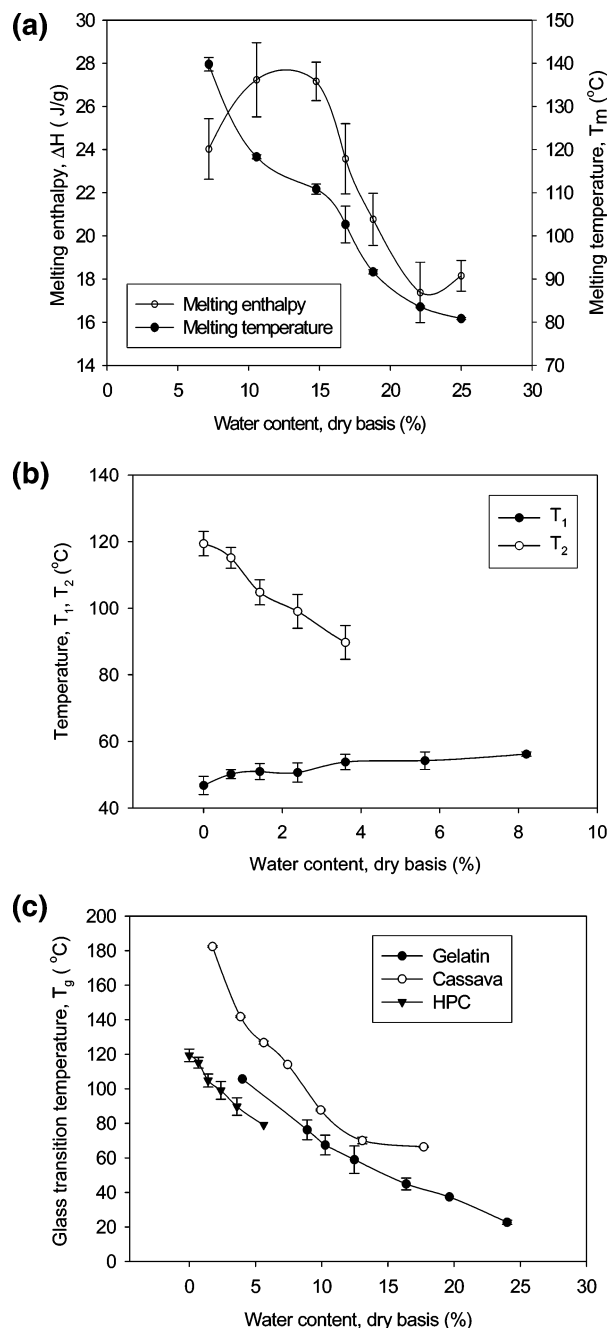 (a)
30
28
26
24
22
20
18
16
14
Melting enthalpy, ΔH ( J/g)
150
140
130
120
110
100
90
80
70
Melting temperature, Tm (°C)
Melting enthalpy
Melting temperature
0 5 10 15 20 25 30
Water content, dry basis (%)
(b)
140
120
100
80
60
40
Temperature, T1, T2 (°C)
T1
T2
0 2 4 6 8 10
Water content, dry basis (%)
(c)
200
180
160
140
120
100
80
60
40
20
0
Glass transition temperature, Tg ( °C)
Gelatin
Cassava
HPC
0 5 10 15 20 25 30
Water content, dry basis (%)